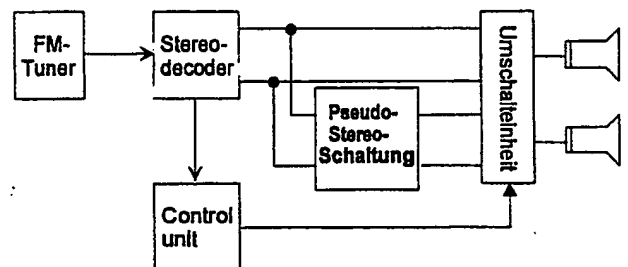 FM-
Tuner
Stereo-
decoder
Pseudo-
Stereo-
Schaltung
Umschalteinheit
Control
unit